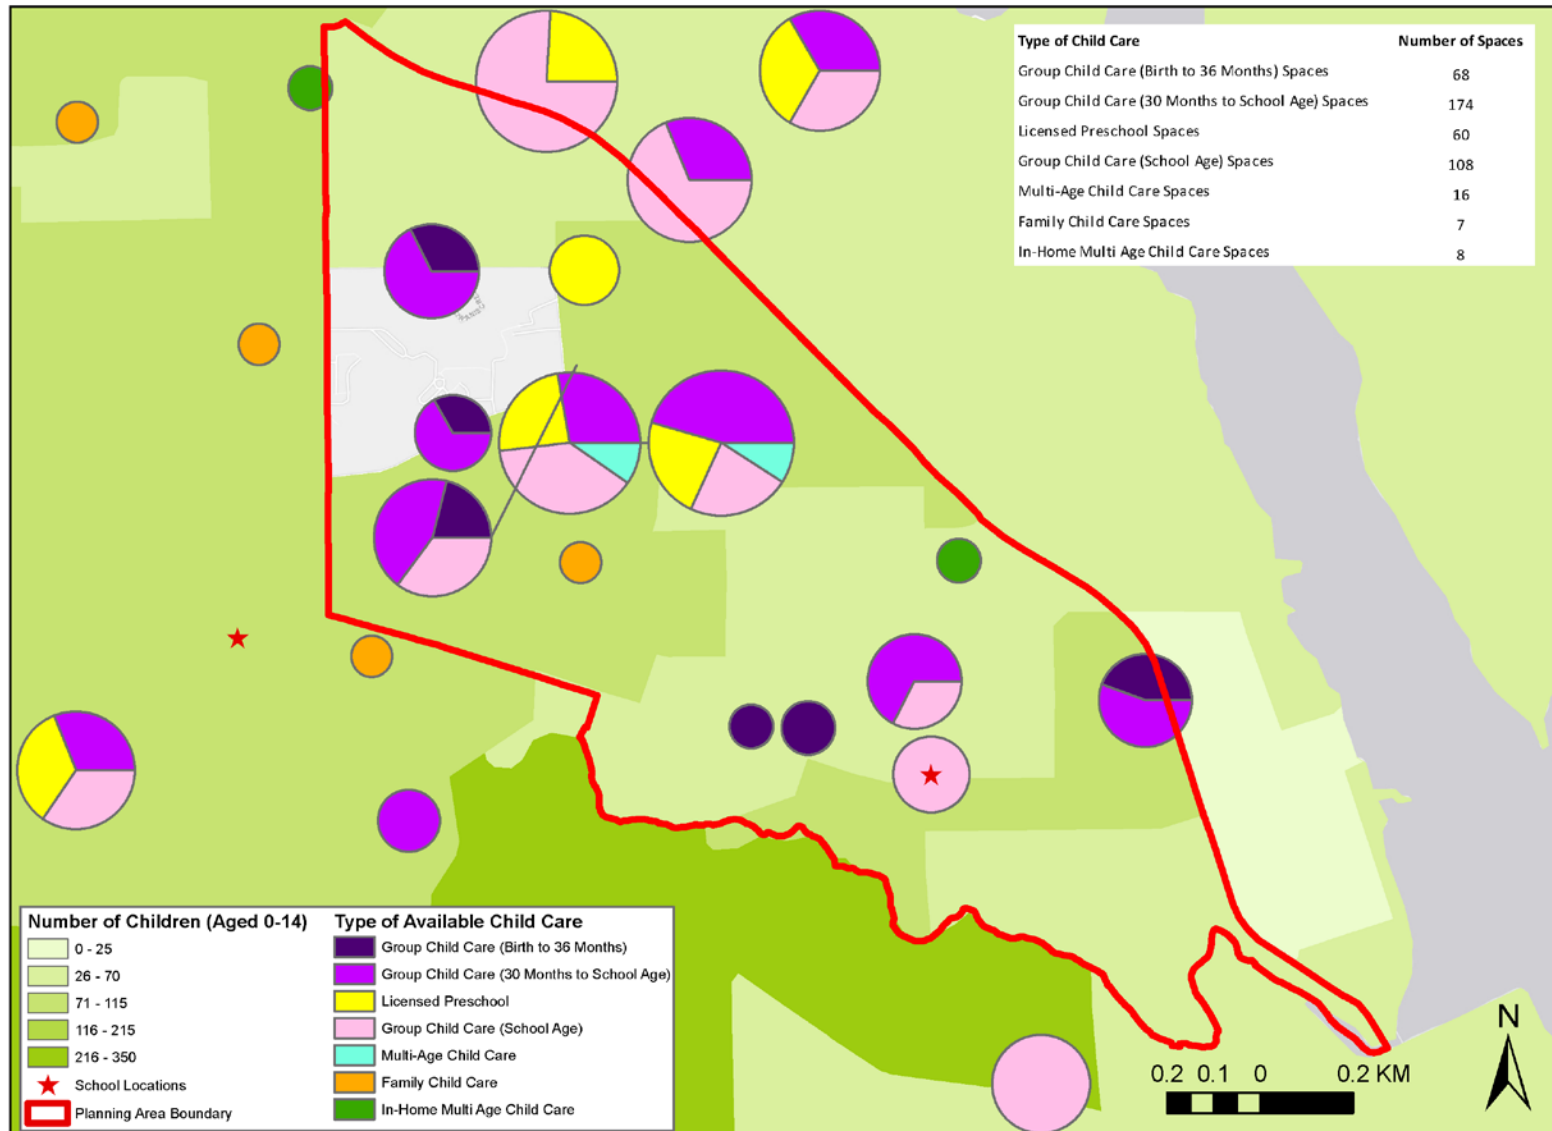 Type of Child Care Number of Spaces
Group Child Care (Birth to 36 Months) Spaces 68
Group Child Care (30 Months to School Age) Spaces 174
Licensed Preschool Spaces 60
Group Child Care (School Age) Spaces 108
Multi-Age Child Care Spaces 16
Family Child Care Spaces 7
In-Home Multi Age Child Care Spaces 8
Number of Children (Aged 0-14)
0 - 25
26 - 70
71 - 115
116 - 215
216 - 350
School Locations
Planning Area Boundary
Type of Available Child Care
Group Child Care (Birth to 36 Months)
Group Child Care (30 Months to School Age)
Licensed Preschool
Group Child Care (School Age)
Multi-Age Child Care
Family Child Care
In-Home Multi Age Child Care
N
0.2 0.1 0 0.2 KM